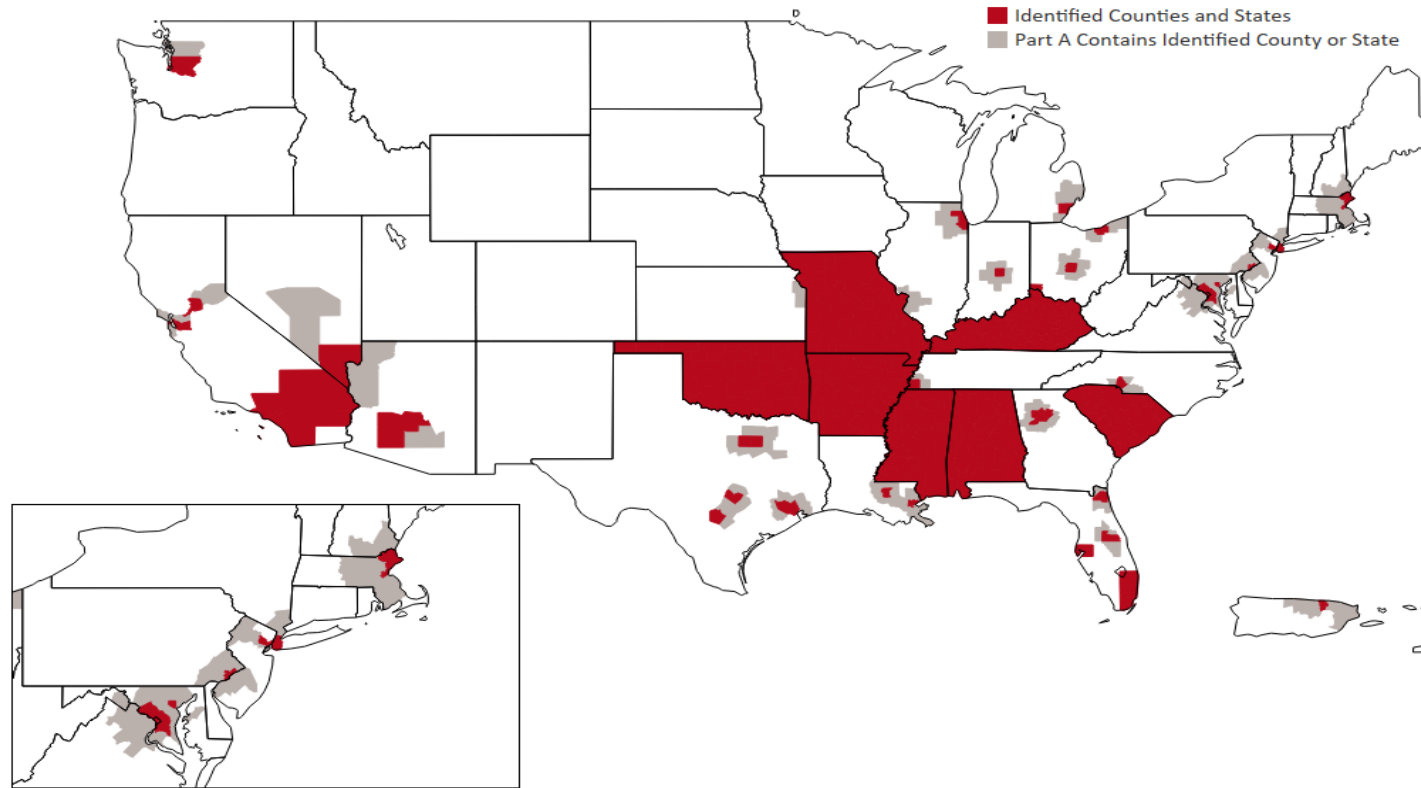 Identified Counties and States
Part A Contains Identified County or State